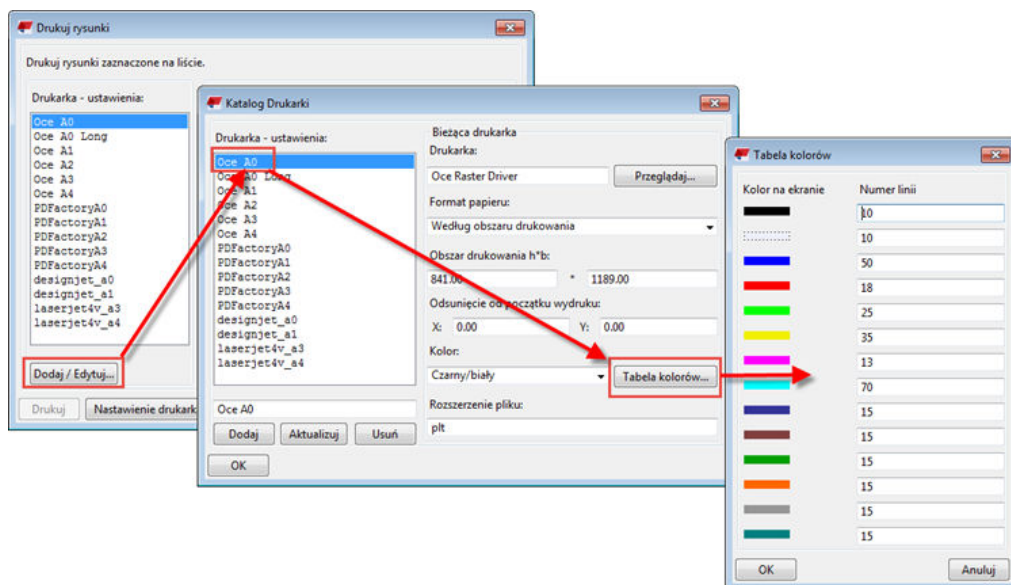 Drukuj rysunki
Drukuj rysunki zaznaczone na liście.
Drukarka - ustawienia:
Oce A0
Oce A0 Long
Oce A1
Oce A2
Oce A3
Oce A4
PDFactoryA0
PDFactoryA1
PDFactoryA2
PDFactoryA3
PDFactoryA4
designjet_a0
designjet_a1
laserjet4v_a3
laserjet4v_a4
Dodaj / Edytuj...
Drukuj
Nastawienie drukark
Katalog Drukarki
Drukarka - ustawienia:
Oce A0
Oce A0 Long
Oce A1
Oce A2
Oce A3
Oce A4
PDFactoryA0
PDFactoryA1
PDFactoryA2
PDFactoryA3
PDFactoryA4
designjet_a0
designjet_a1
laserjet4v_a3
laserjet4v_a4
Oce A0
Dodaj
Aktualizuj
Usuń
OK
Bieżąca drukarka
Drukarka:
Oce Raster Driver
Przeglądaj...
Format papieru:
Według obszaru drukowania
Obszar drukowania h*b:
841.00 * 1189.00
Odsunięcie od początku wydruku:
X: 0.00 Y: 0.00
Kolor:
Czarny/biały
Tabela kolorów...
Rozszerzenie pliku:
plt
Tabela kolorów
Kolor na ekranie Numer linii
10
10
50
18
25
35
13
70
15
15
15
15
15
15
OK
Anuluj